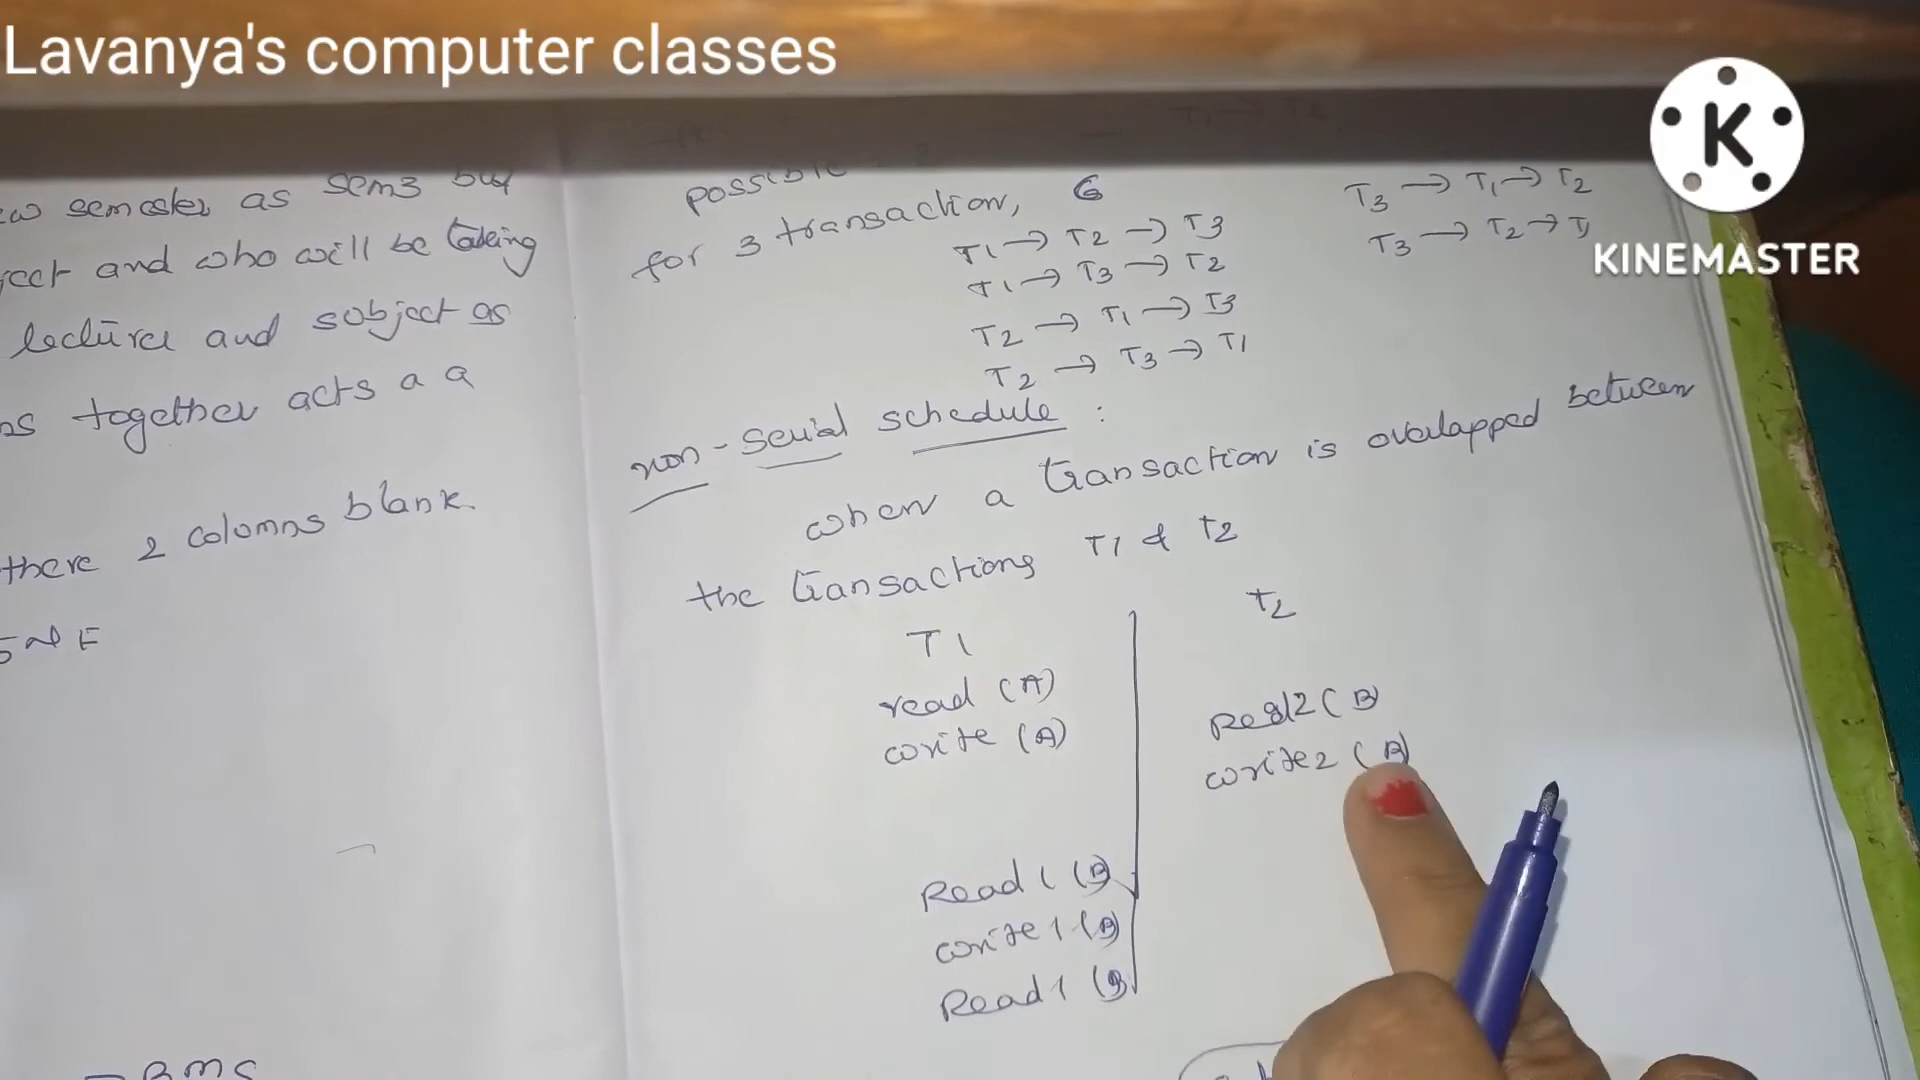 Lavanya's computer classes
KINEMASTER
semester as sem3 but
and who will be taking
lecture and subject as
together acts a a
there 2 columns blank
possible
for 3 transaction, 6
T1 → T2 → T3
T1 → T3 → T2
T2 → T1 → T3
T2 → T3 → T1
T3 → T1 → T2
T3 → T2 → T1
non-serial schedule :
when a transaction is overlapped between
the transactions T1 & T2
T1
read (A)
write (A)
Read1 (B)
write1 (B)
Read1 (B)
T2
Read2 (B
write2 (B)